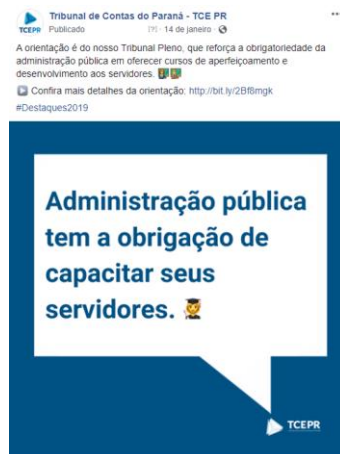 Tribunal de Contas do Paraná - TCE PR
Publicado
14 de janeiro
A orientação é do nosso Tribunal Pleno, que reforça a obrigatoriedade da
administração pública em oferecer cursos de aperfeiçoamento e
desenvolvimento aos servidores.
Confira mais detalhes da orientação: http://bit.ly/2Bf8mgk
#Destaques2019
Administração pública
tem a obrigação de
capacitar seus
servidores.
TCEPR